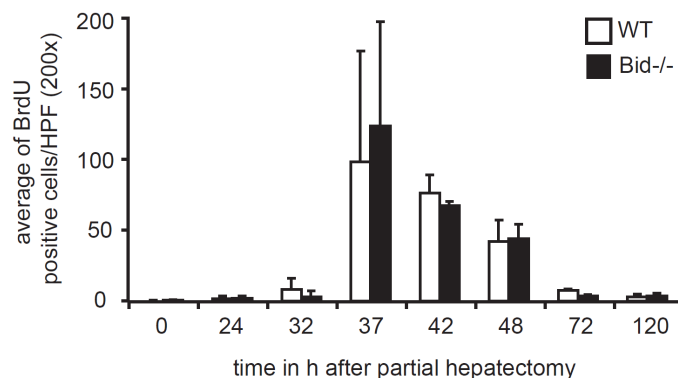 200
150
100
50
0
average of BrdU
positive cells/HPF (200x)
WT
Bid-/-
0 24 32 37 42 48 72 120
time in h after partial hepatectomy